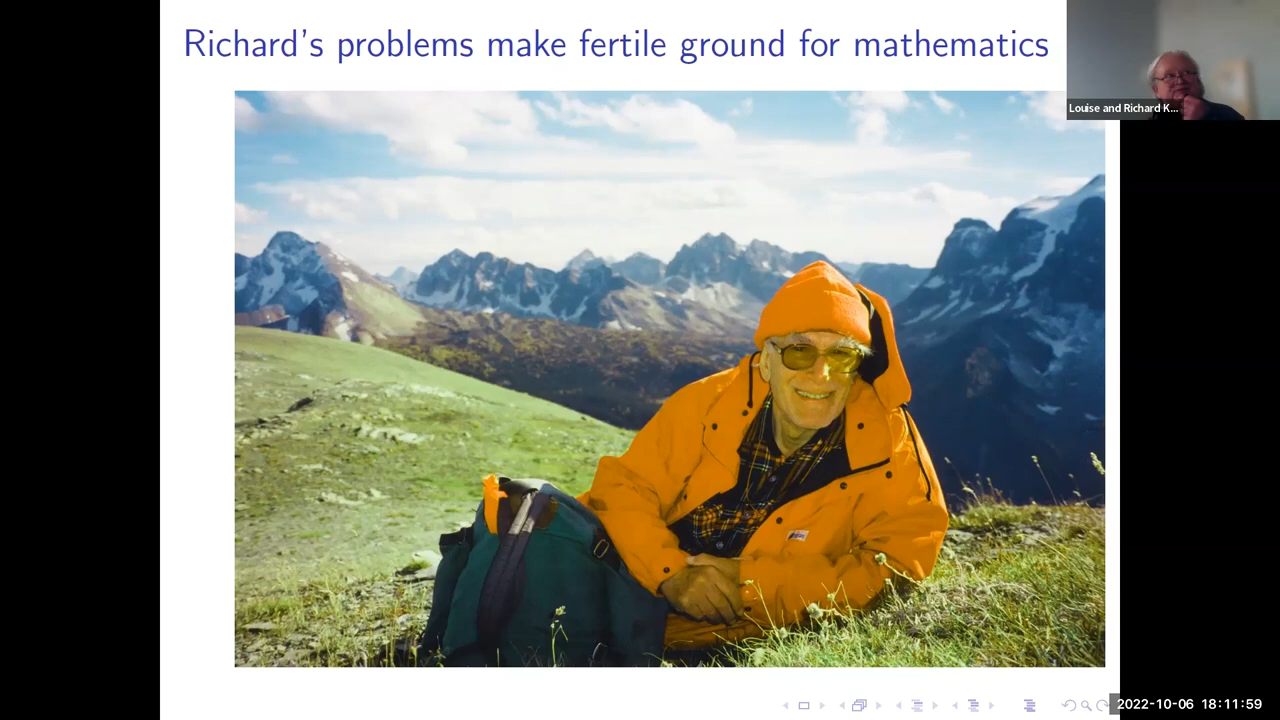 Richard's problems make fertile ground for mathematics
Louise and Richard K...
2022-10-06 18:11:59